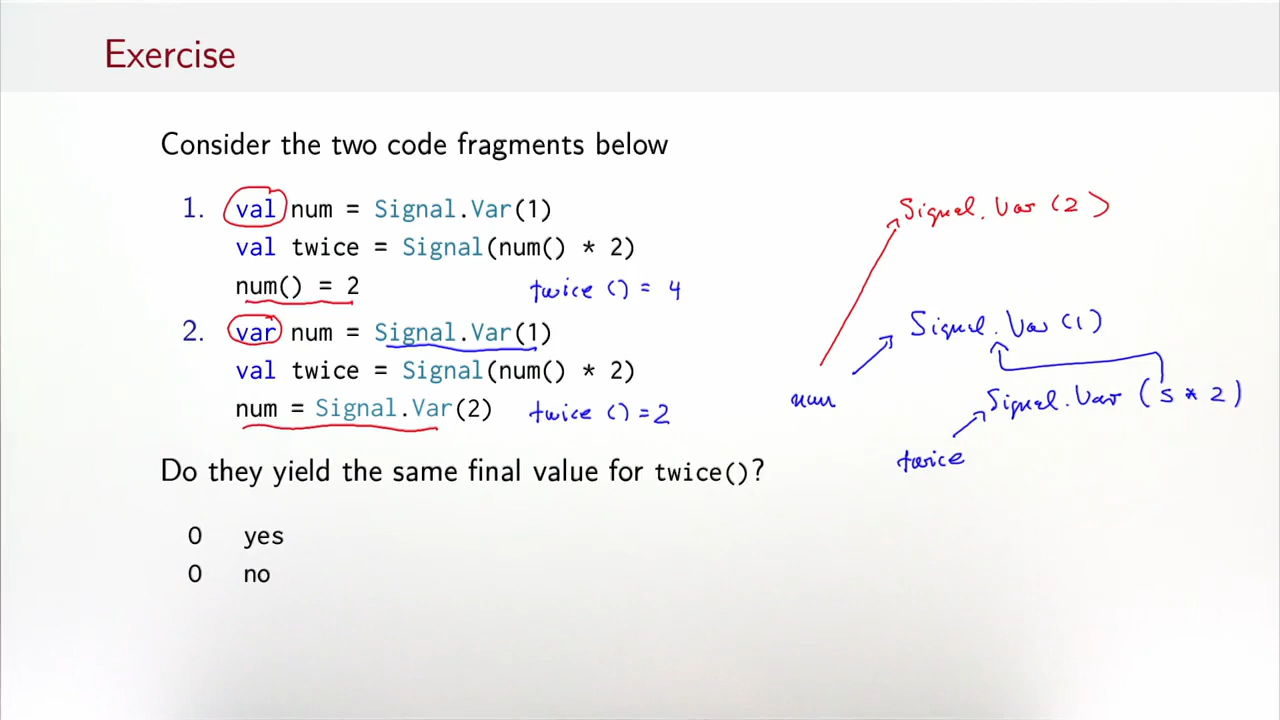 Exercise
Consider the two code fragments below
1. val num = Signal.Var(1)
val twice = Signal(num() * 2)
num() = 2
twice () = 4
2. var num = Signal.Var(1)
val twice = Signal(num() * 2)
num = Signal.Var(2)
twice () = 2
Do they yield the same final value for twice()?
0 yes
0 no
Signal.Var (2)
Signal.Var (1)
num
Signal.Var (s * 2)
twice